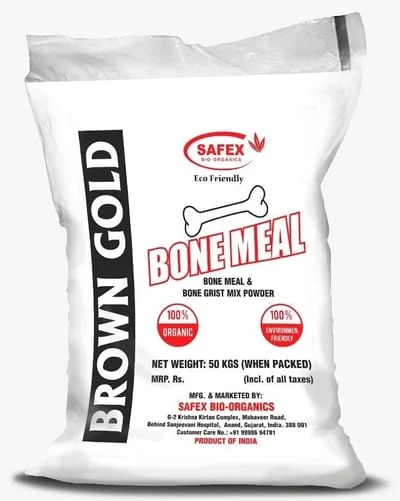 SAFEX
BIO ORGANICS
Eco Friendly
BROWN GOLD
BONE MEAL
BONE MEAL &
BONE GRIST MIX POWDER
100%
ORGANIC
100%
ENVIRONMEN
FRIENDLY
NET WEIGHT: 50 KGS (WHEN PACKED)
MRP. Rs. (Incl. of all taxes)
MFG. & MARKETED BY:
SAFEX BIO-ORGANICS
G-2 Krishna Kirtan Complex, Mahaveer Road,
Behind Sanjeevani Hospital, Anand, Gujarat, India. 388 001
Customer Care No.: +91 99986 94781
PRODUCT OF INDIA